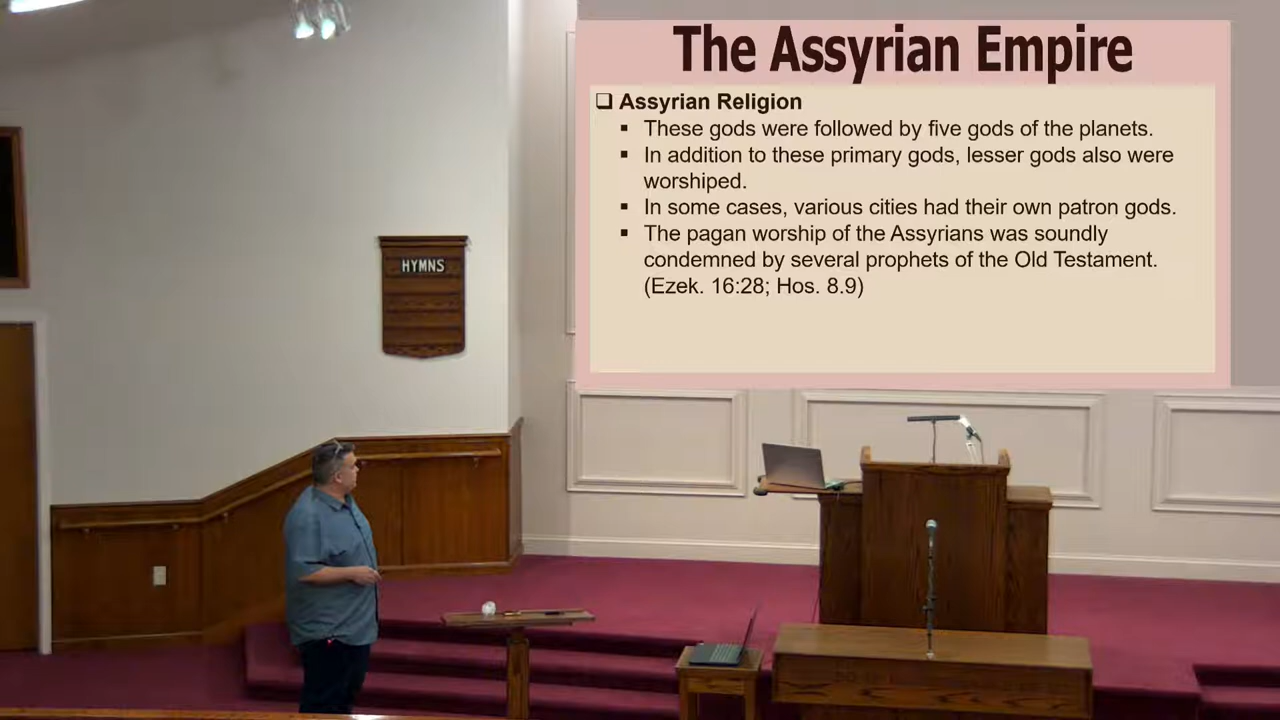 The Assyrian Empire
❑ Assyrian Religion
▪ These gods were followed by five gods of the planets.
▪ In addition to these primary gods, lesser gods also were
worshiped.
▪ In some cases, various cities had their own patron gods.
▪ The pagan worship of the Assyrians was soundly
condemned by several prophets of the Old Testament.
(Ezek. 16:28; Hos. 8.9)
HYMNS